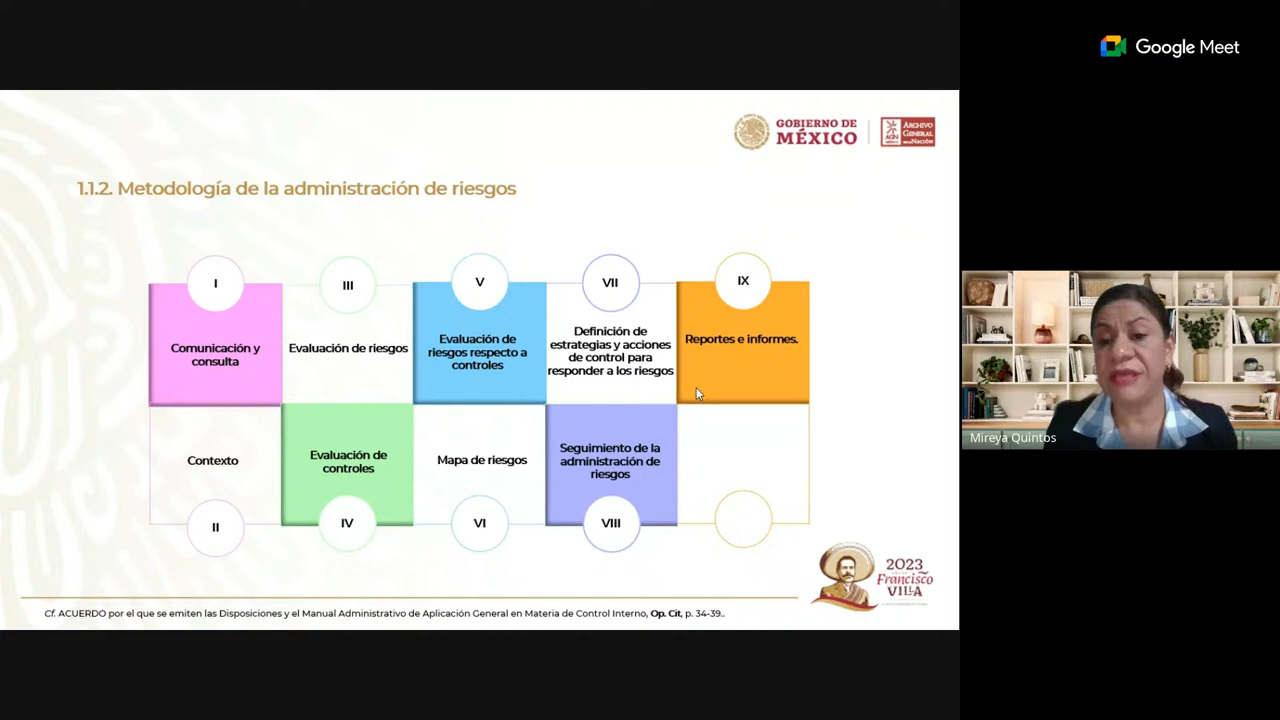 Google Meet
GOBIERNO DE
MÉXICO
ARCHIVO
GENERAL
DE LA NACIÓN
1.1.2. Metodología de la administración de riesgos
I
Comunicación y
consulta
II
Contexto
III
Evaluación de riesgos
IV
Evaluación de
controles
V
Evaluación de
riesgos respecto a
controles
VI
Mapa de riesgos
VII
Definición de
estrategias y acciones
de control para
responder a los riesgos
VIII
Seguimiento de la
administración de
riesgos
IX
Reportes e informes.
Mireya Quintos
2023
Francisco
VILLA
Cf. ACUERDO por el que se emiten las Disposiciones y el Manual Administrativo de Aplicación General en Materia de Control Interno, Op. Cit, p. 34-39..